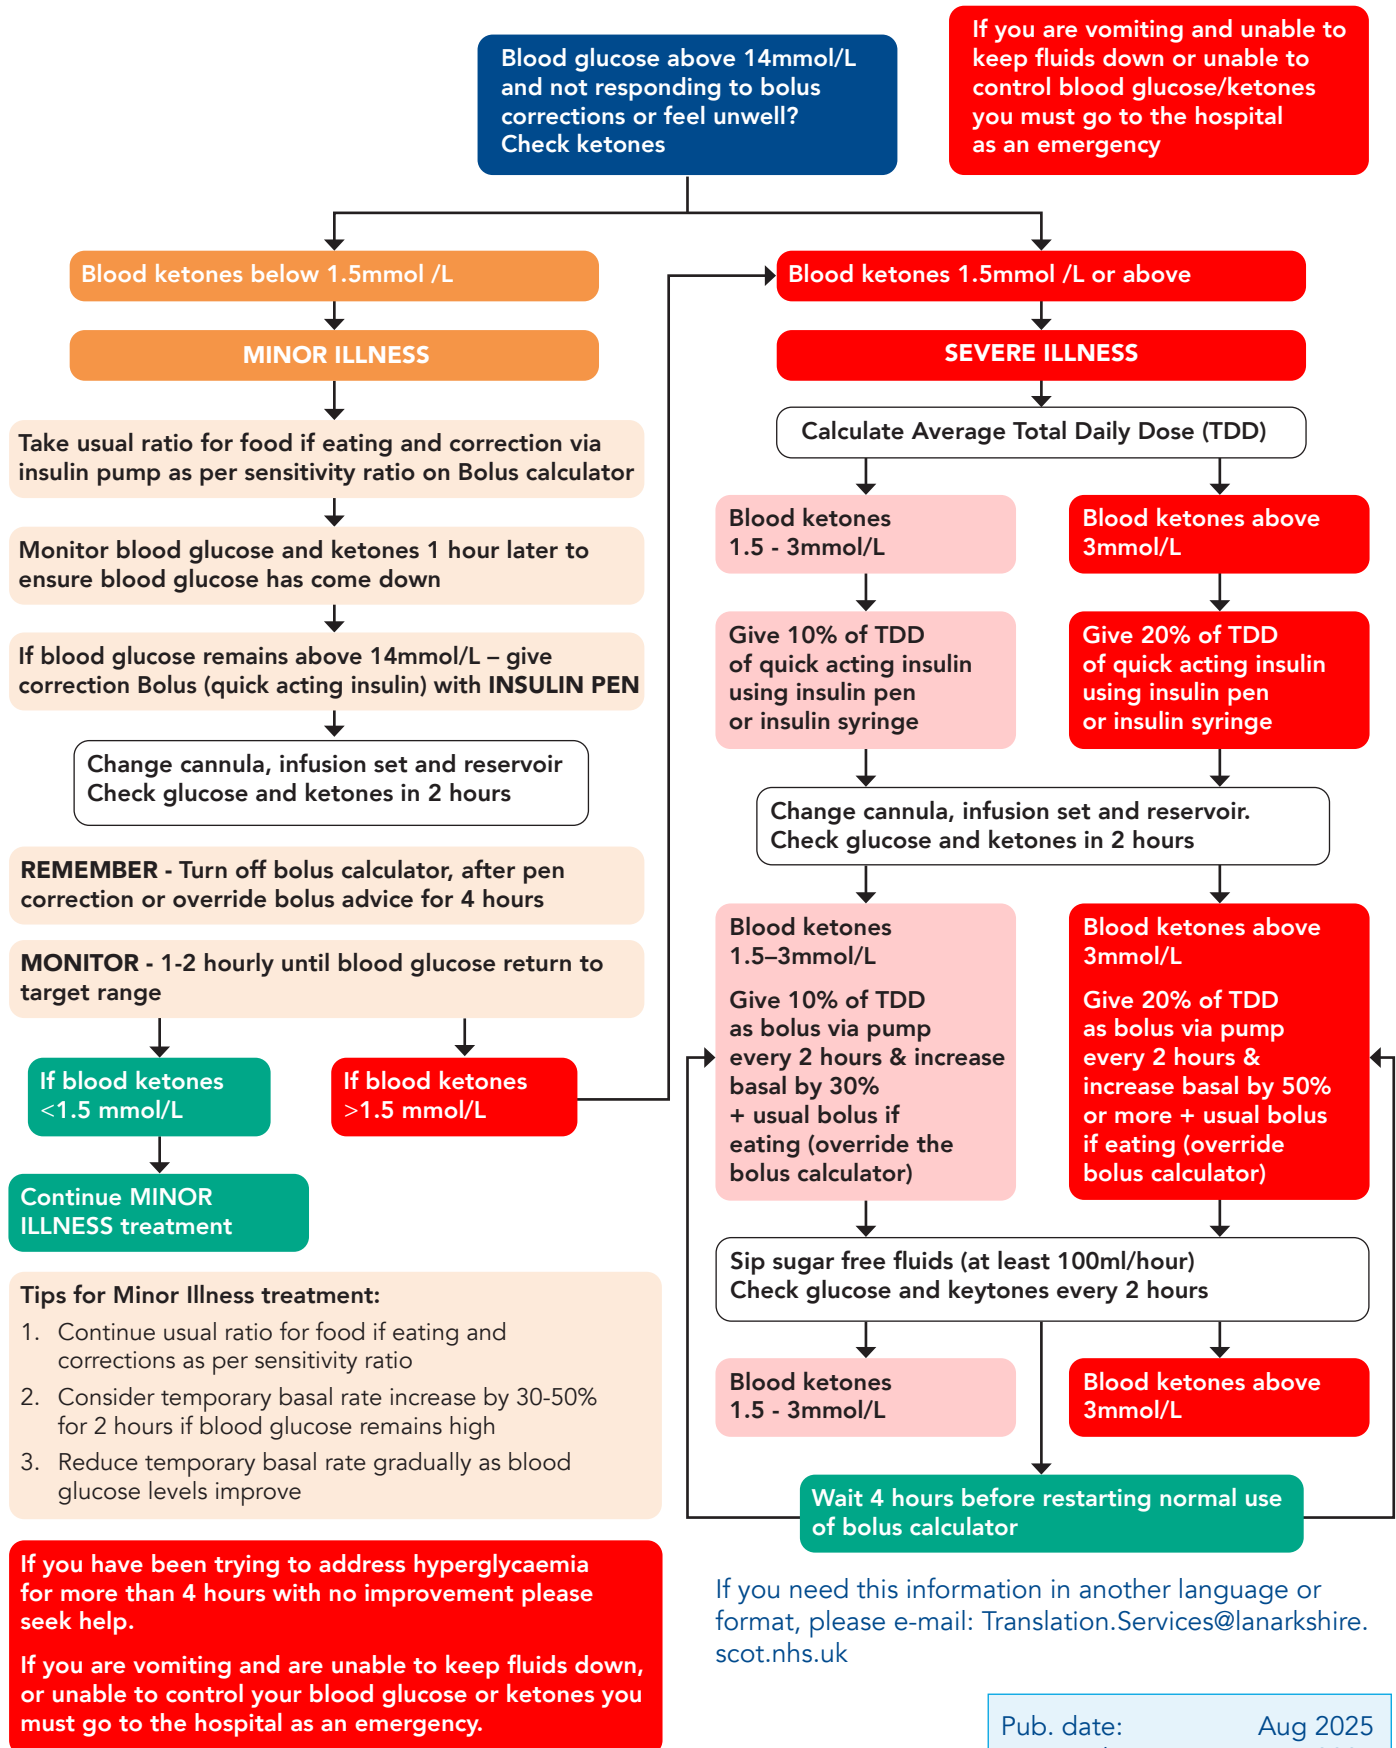 Blood glucose above 14mmol/L
and not responding to bolus
corrections or feel unwell?
Check ketones
If you are vomiting and unable to
keep fluids down or unable to
control blood glucose/ketones
you must go to the hospital
as an emergency
Blood ketones below 1.5mmol /L
MINOR ILLNESS
Take usual ratio for food if eating and correction via
insulin pump as per sensitivity ratio on Bolus calculator
Monitor blood glucose and ketones 1 hour later to
ensure blood glucose has come down
If blood glucose remains above 14mmol/L – give
correction Bolus (quick acting insulin) with INSULIN PEN
Change cannula, infusion set and reservoir
Check glucose and ketones in 2 hours
REMEMBER - Turn off bolus calculator, after pen
correction or override bolus advice for 4 hours
MONITOR - 1-2 hourly until blood glucose return to
target range
If blood ketones
<1.5 mmol/L
If blood ketones
>1.5 mmol/L
Continue MINOR
ILLNESS treatment
Tips for Minor Illness treatment:
1. Continue usual ratio for food if eating and
corrections as per sensitivity ratio
2. Consider temporary basal rate increase by 30-50%
for 2 hours if blood glucose remains high
3. Reduce temporary basal rate gradually as blood
glucose levels improve
If you have been trying to address hyperglycaemia
for more than 4 hours with no improvement please
seek help.
If you are vomiting and are unable to keep fluids down,
or unable to control your blood glucose or ketones you
must go to the hospital as an emergency.
Blood ketones 1.5mmol /L or above
SEVERE ILLNESS
Calculate Average Total Daily Dose (TDD)
Blood ketones
1.5 - 3mmol/L
Blood ketones above
3mmol/L
Give 10% of TDD
of quick acting insulin
using insulin pen
or insulin syringe
Give 20% of TDD
of quick acting insulin
using insulin pen
or insulin syringe
Change cannula, infusion set and reservoir.
Check glucose and ketones in 2 hours
Blood ketones
1.5–3mmol/L
Give 10% of TDD
as bolus via pump
every 2 hours & increase
basal by 30%
+ usual bolus if
eating (override the
bolus calculator)
Blood ketones above
3mmol/L
Give 20% of TDD
as bolus via pump
every 2 hours &
increase basal by 50%
or more + usual bolus
if eating (override
bolus calculator)
Sip sugar free fluids (at least 100ml/hour)
Check glucose and keytones every 2 hours
Blood ketones
1.5 - 3mmol/L
Blood ketones above
3mmol/L
Wait 4 hours before restarting normal use
of bolus calculator
If you need this information in another language or
format, please e-mail: Translation.Services@lanarkshire.
scot.nhs.uk
Pub. date: Aug 2025